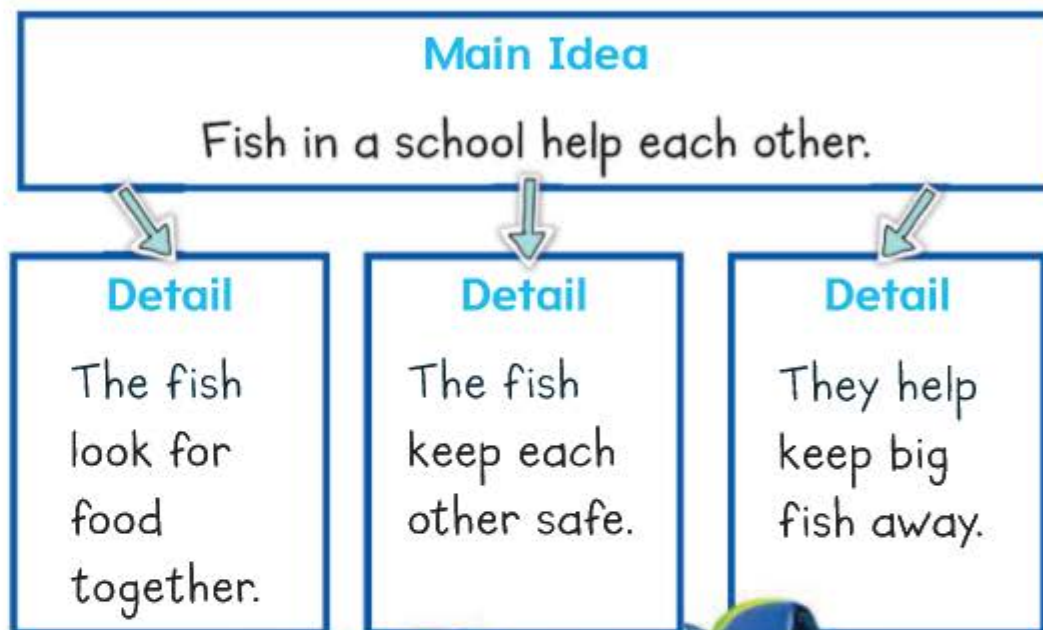 Main Idea
Fish in a school help each other.
Detail
The fish
look for
food
together.
Detail
The fish
keep each
other safe.
Detail
They help
keep big
fish away.